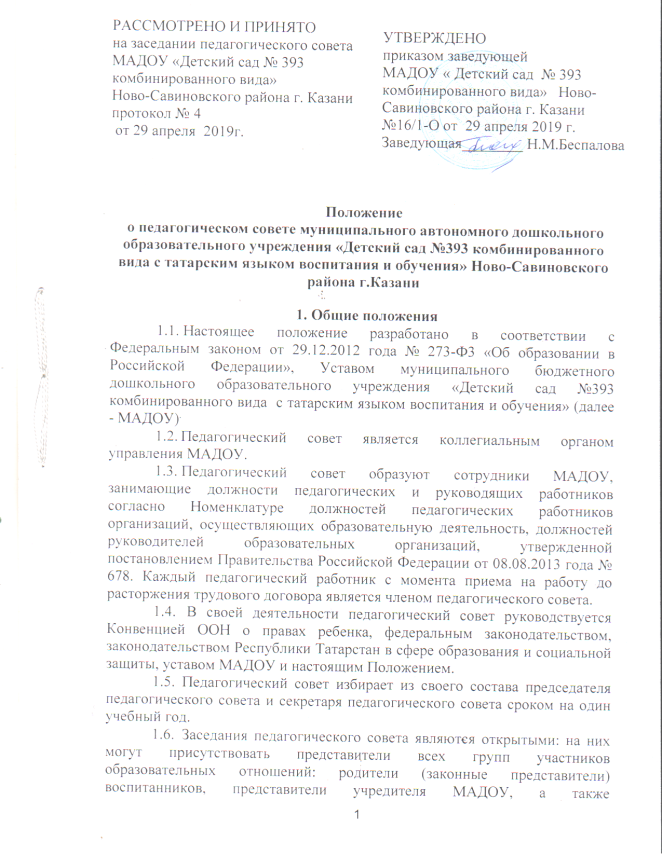 РАССМОТРЕНО И ПРИНЯТО
на заседании педагогического совета
МАДОУ «Детский сад № 393
комбинированного вида»
Ново-Савиновского района г. Казани
протокол № 4
от 29 апреля 2019г.
УТВЕРЖДЕНО
приказом заведующей
МАДОУ « Детский сад № 393
комбинированного вида» Ново-
Савиновского района г. Казани
№16/1-О от 29 апреля 2019 г.
Заведующая________ Н.М.Беспалова
Положение
о педагогическом совете муниципального автономного дошкольного
образовательного учреждения «Детский сад №393 комбинированного
вида с татарским языком воспитания и обучения» Ново-Савиновского
района г.Казани
1. Общие положения
1.1. Настоящее положение разработано в соответствии с
Федеральным законом от 29.12.2012 года № 273-ФЗ «Об образовании в
Российской Федерации», Уставом муниципального бюджетного
дошкольного образовательного учреждения «Детский сад №393
комбинированного вида с татарским языком воспитания и обучения» (далее
- МАДОУ)
1.2. Педагогический совет является коллегиальным органом
управления МАДОУ.
1.3. Педагогический совет образуют сотрудники МАДОУ,
занимающие должности педагогических и руководящих работников
согласно Номенклатуре должностей педагогических работников
организаций, осуществляющих образовательную деятельность, должностей
руководителей образовательных организаций, утвержденной
постановлением Правительства Российской Федерации от 08.08.2013 года №
678. Каждый педагогический работник с момента приема на работу до
расторжения трудового договора является членом педагогического совета.
1.4. В своей деятельности педагогический совет руководствуется
Конвенцией ООН о правах ребенка, федеральным законодательством,
законодательством Республики Татарстан в сфере образования и социальной
защиты, уставом МАДОУ и настоящим Положением.
1.5. Педагогический совет избирает из своего состава председателя
педагогического совета и секретаря педагогического совета сроком на один
учебный год.
1.6. Заседания педагогического совета являются открытыми: на них
могут присутствовать представители всех групп участников
образовательных отношений: родители (законные представители)
воспитанников, представители учредителя МАДОУ, а также
1